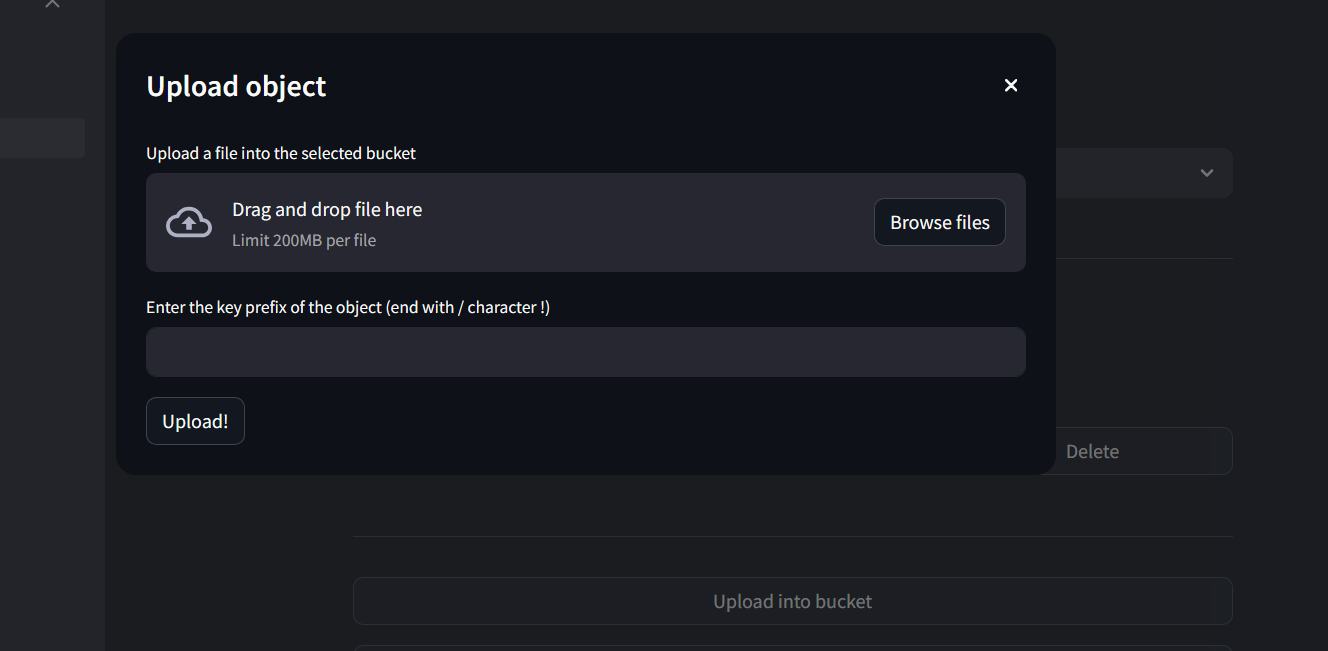 Upload object
Upload a file into the selected bucket
Drag and drop file here
Limit 200MB per file
Browse files
Enter the key prefix of the object (end with / character !)
Upload!
Delete
Upload into bucket